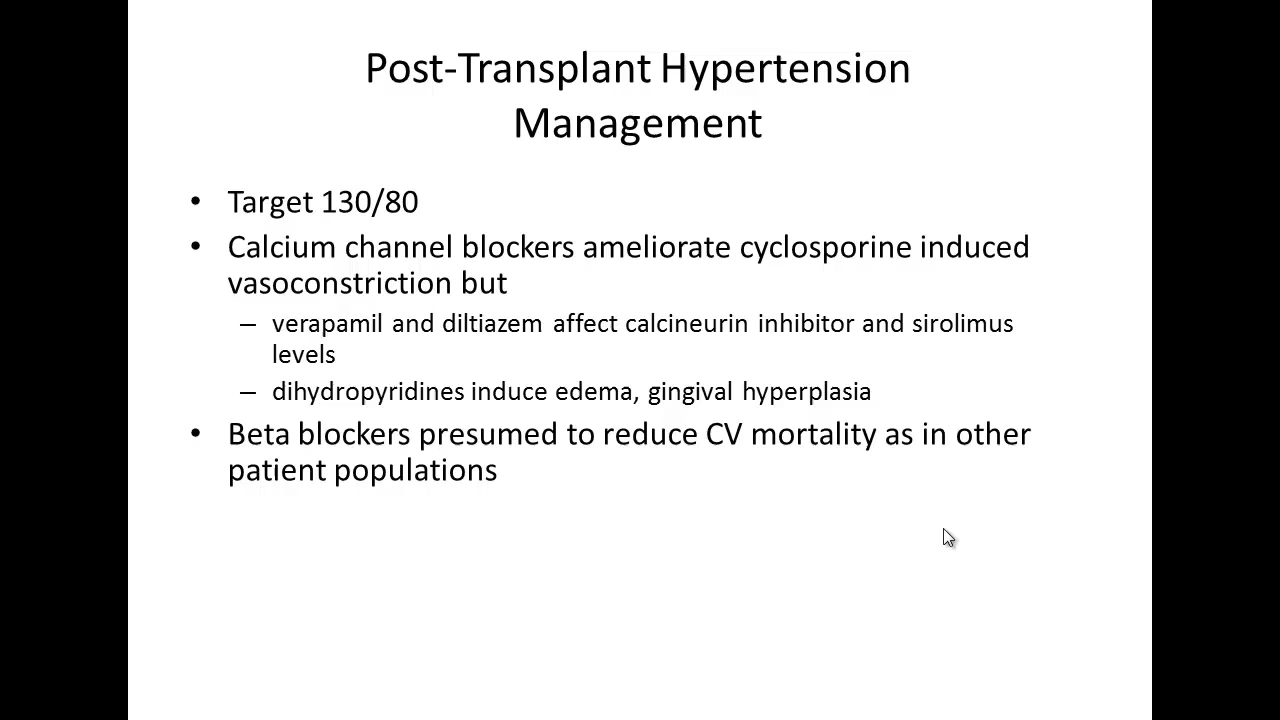 Post-Transplant Hypertension
Management
• Target 130/80
• Calcium channel blockers ameliorate cyclosporine induced
vasoconstriction but
– verapamil and diltiazem affect calcineurin inhibitor and sirolimus
levels
– dihydropyridines induce edema, gingival hyperplasia
• Beta blockers presumed to reduce CV mortality as in other
patient populations